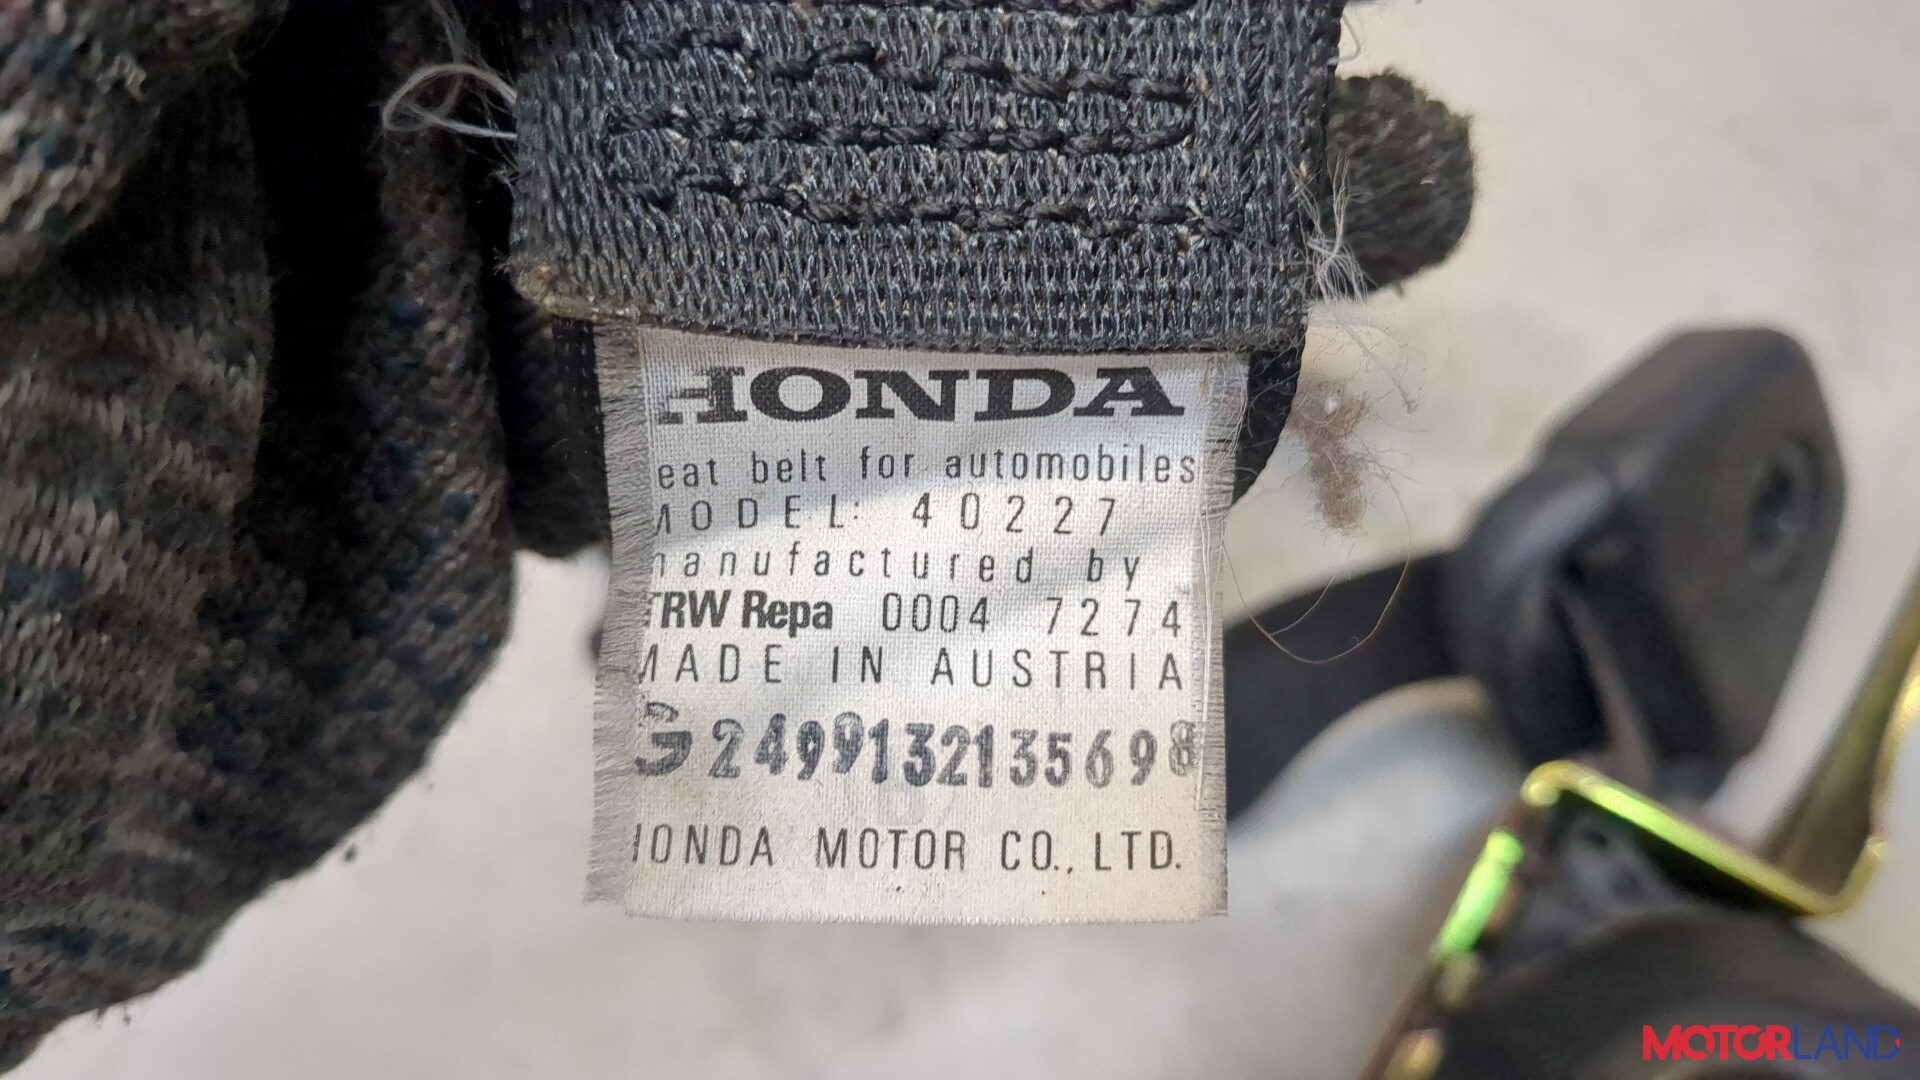 HONDA
eat belt for automobiles
MODEL: 40227
manufactured by
TRW Repa 0004 7274
MADE IN AUSTRIA
249913213569
HONDA MOTOR CO., LTD.
MOTORLAND